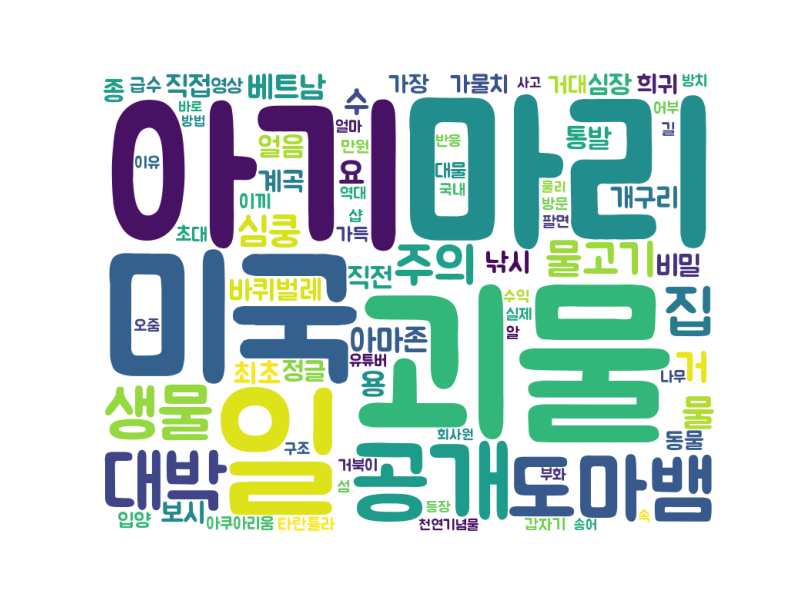 종 급수 직접 영상 베트남 수 가장 가물치 사고 거대 심장 희귀 방치
바로 방법 얼마 어부
아기 마리
이유 얼음 만원 반응 통발 길
계곡 요 대물
이끼 역대 국내 물리 개구리
초대 심쿵 샵 가득 방문 팔면
미국 괴물
바퀴벌레 직전 주의 낚시 물고기 비밀
오줌 아마존 수익 실제 알 집
최초 정글 유튜버 용 나무 거
생물 일 회사원 물
구조 동물
대박 거북이 공개 부화 도마뱀
섬
입양 보시 아쿠아리움 타란튤라 등장 천연기념물 갑자기 송어 속